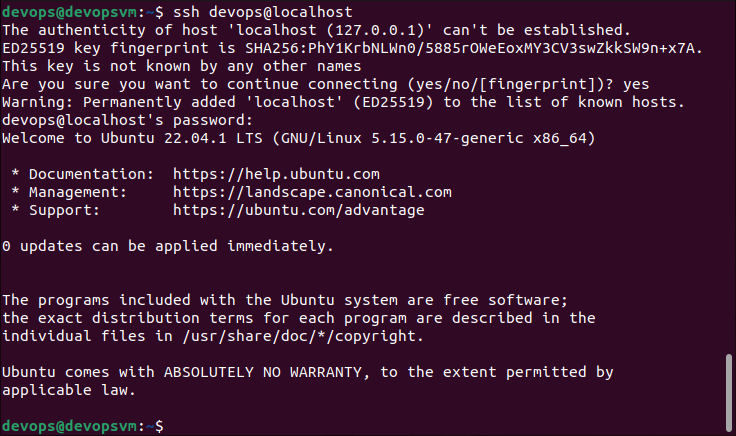 devops@devopsvm:~$ ssh devops@localhost
The authenticity of host 'localhost (127.0.0.1)' can't be established.
ED25519 key fingerprint is SHA256:PhY1KrbNLWn0/5885rOWeEoxMY3CV3swZkkSW9n+x7A.
This key is not known by any other names
Are you sure you want to continue connecting (yes/no/[fingerprint])? yes
Warning: Permanently added 'localhost' (ED25519) to the list of known hosts.
devops@localhost's password:
Welcome to Ubuntu 22.04.1 LTS (GNU/Linux 5.15.0-47-generic x86_64)

 * Documentation:  https://help.ubuntu.com
 * Management:     https://landscape.canonical.com
 * Support:        https://ubuntu.com/advantage

0 updates can be applied immediately.


The programs included with the Ubuntu system are free software;
the exact distribution terms for each program are described in the
individual files in /usr/share/doc/*/copyright.

Ubuntu comes with ABSOLUTELY NO WARRANTY, to the extent permitted by
applicable law.

devops@devopsvm:~$